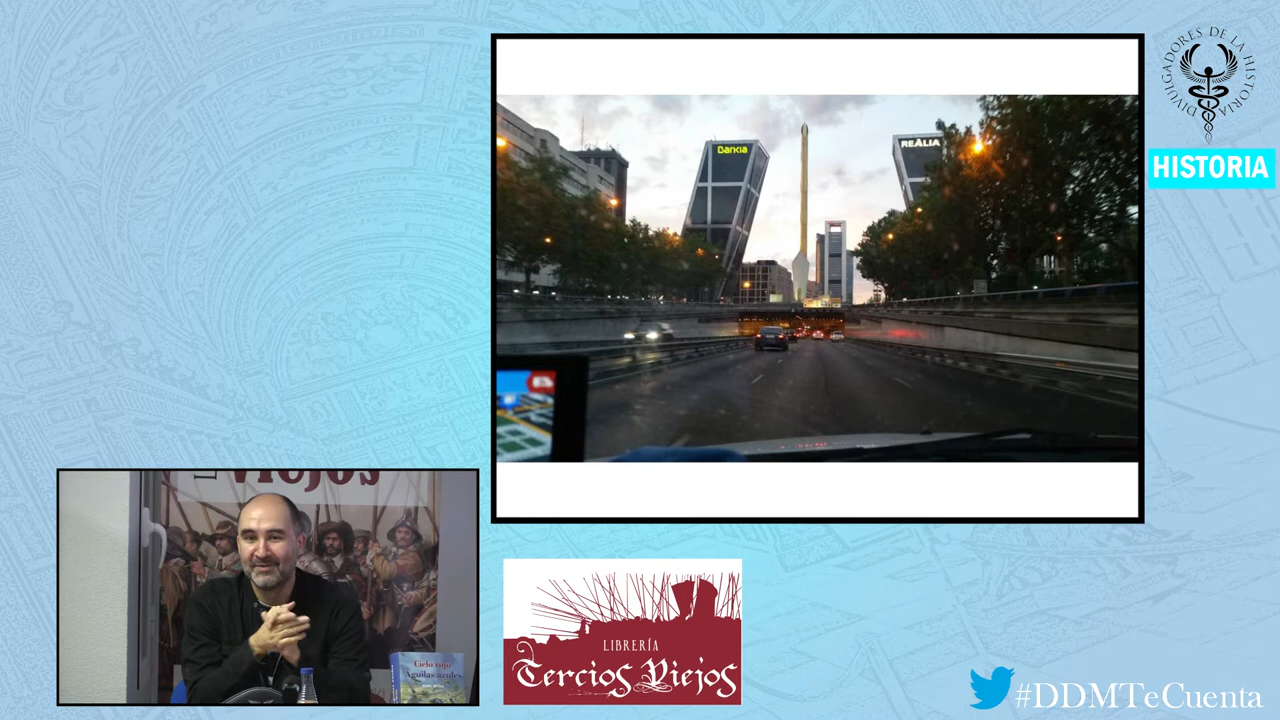 DIVULGADORES DE LA HISTORIA
HISTORIA
Bankia
REALIA
VIEJOS
Cielo rojo
Águilas azules
LIBRERÍA
Tercios Viejos
#DDMTeCuenta